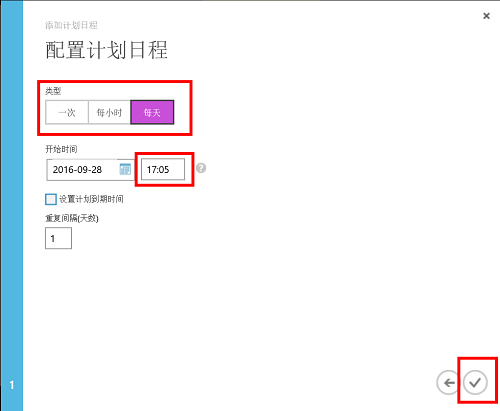 添加计划日程
配置计划日程
类型
一次 每小时 每天
开始时间
2016-09-28 17:05 ?
设置计划到期时间
重复间隔(天数)
1
1